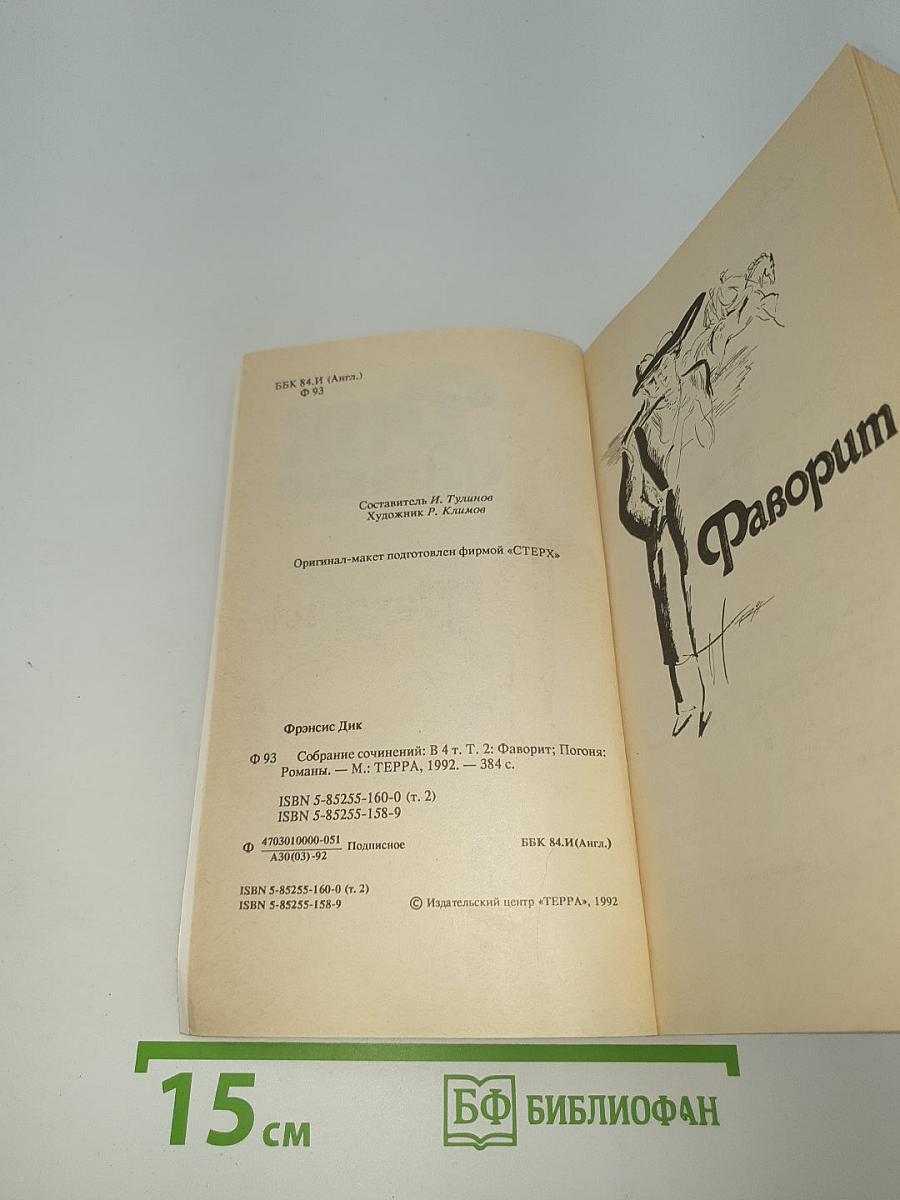 ББК 84.И (Англ.)
Ф 93
Составитель И. Тулинов
Художник Р. Климов
Оригинал-макет подготовлен фирмой «СТЕРХ»
Фрэнсис Дик
Ф 93 Собрание сочинений: В 4 т. Т. 2: Фаворит; Погоня:
Романы. — М.: ТЕРРА, 1992. — 384 с.
ISBN 5-85255-160-0 (т. 2)
ISBN 5-85255-158-9
Ф 4703010000-051 Подписное ББК 84.И(Англ.)
А30(03)-92
ISBN 5-85255-160-0 (т. 2)
ISBN 5-85255-158-9 © Издательский центр «ТЕРРА», 1992
Фаворит
15 см
БФ БИБЛИОФАН